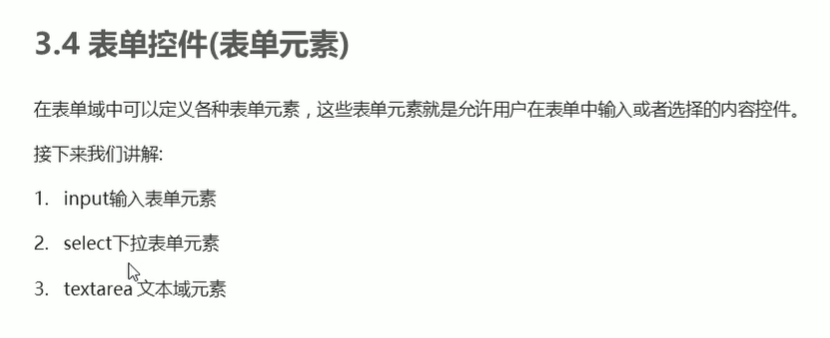 3.4 表单控件(表单元素)
在表单域中可以定义各种表单元素，这些表单元素就是允许用户在表单中输入或者选择的内容控件。
接下来我们讲解:
1. input输入表单元素
2. select下拉表单元素
3. textarea 文本域元素